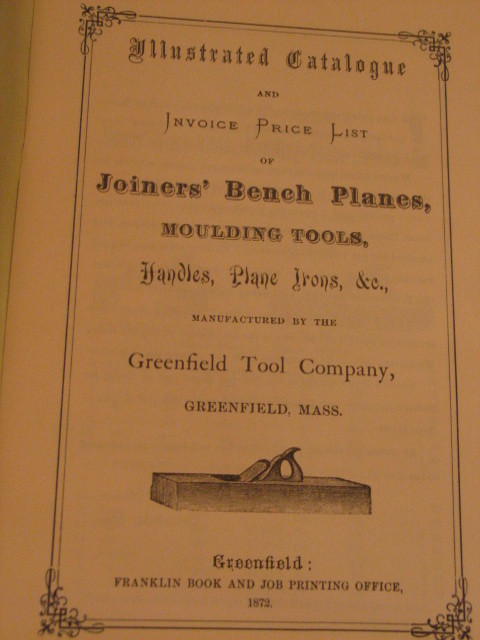 Illustrated Catalogue
AND
INVOICE PRICE LIST
OF
Joiners' Bench Planes,
MOULDING TOOLS,
Handles, Plane Irons, &c.,
MANUFACTURED BY THE
Greenfield Tool Company,
GREENFIELD, MASS.
Greenfield:
FRANKLIN BOOK AND JOB PRINTING OFFICE,
1872.